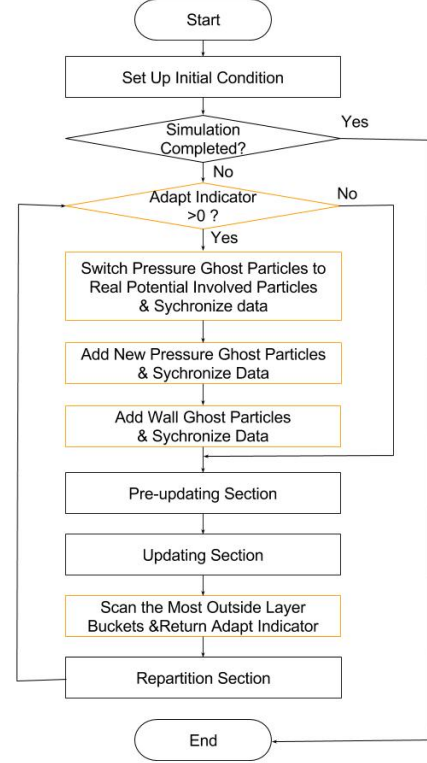 Start
Set Up Initial Condition
Simulation
Completed?
Yes
No
Adapt Indicator
>0 ?
No
Yes
Switch Pressure Ghost Particles to
Real Potential Involved Particles
& Sychronize data
Add New Pressure Ghost Particles
& Sychronize Data
Add Wall Ghost Particles
& Sychronize Data
Pre-updating Section
Updating Section
Scan the Most Outside Layer
Buckets &Return Adapt Indicator
Repartition Section
End